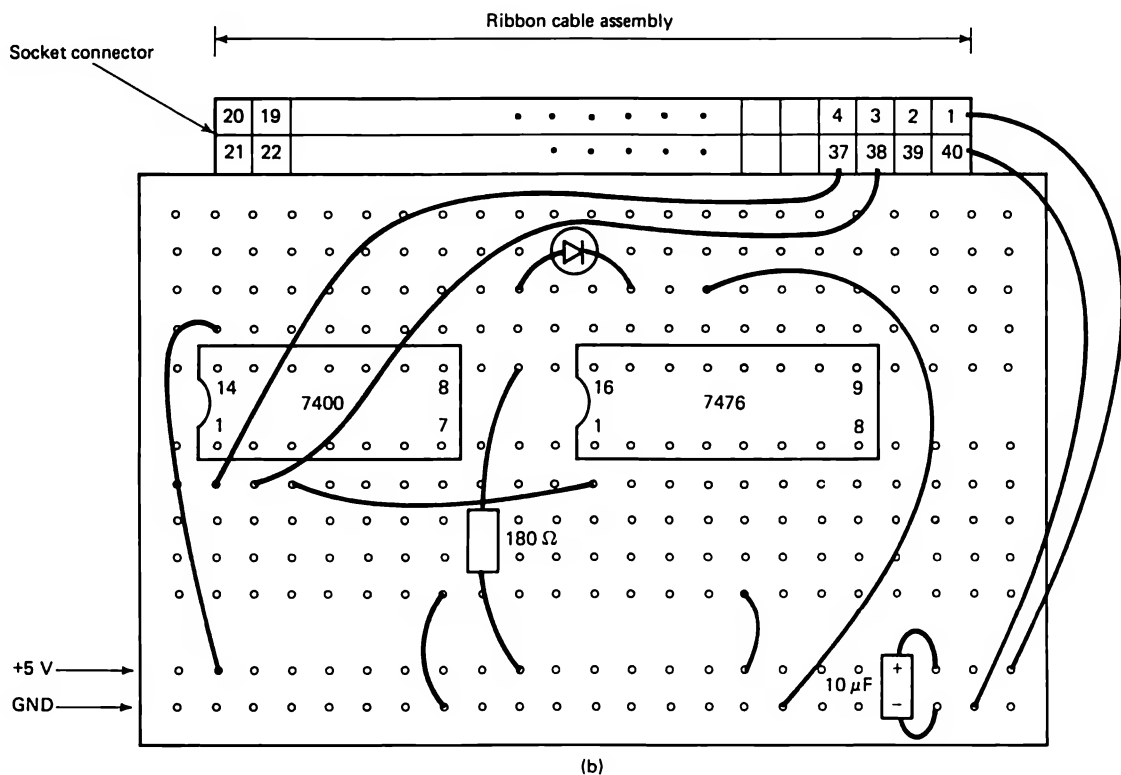 Ribbon cable assembly
Socket connector
20 19 4 3 2 1
21 22 37 38 39 40
14 8 16 9
7400 7476
1 7 1 8
180 Ω
+5 V
10 μF
+
−
GND
(b)